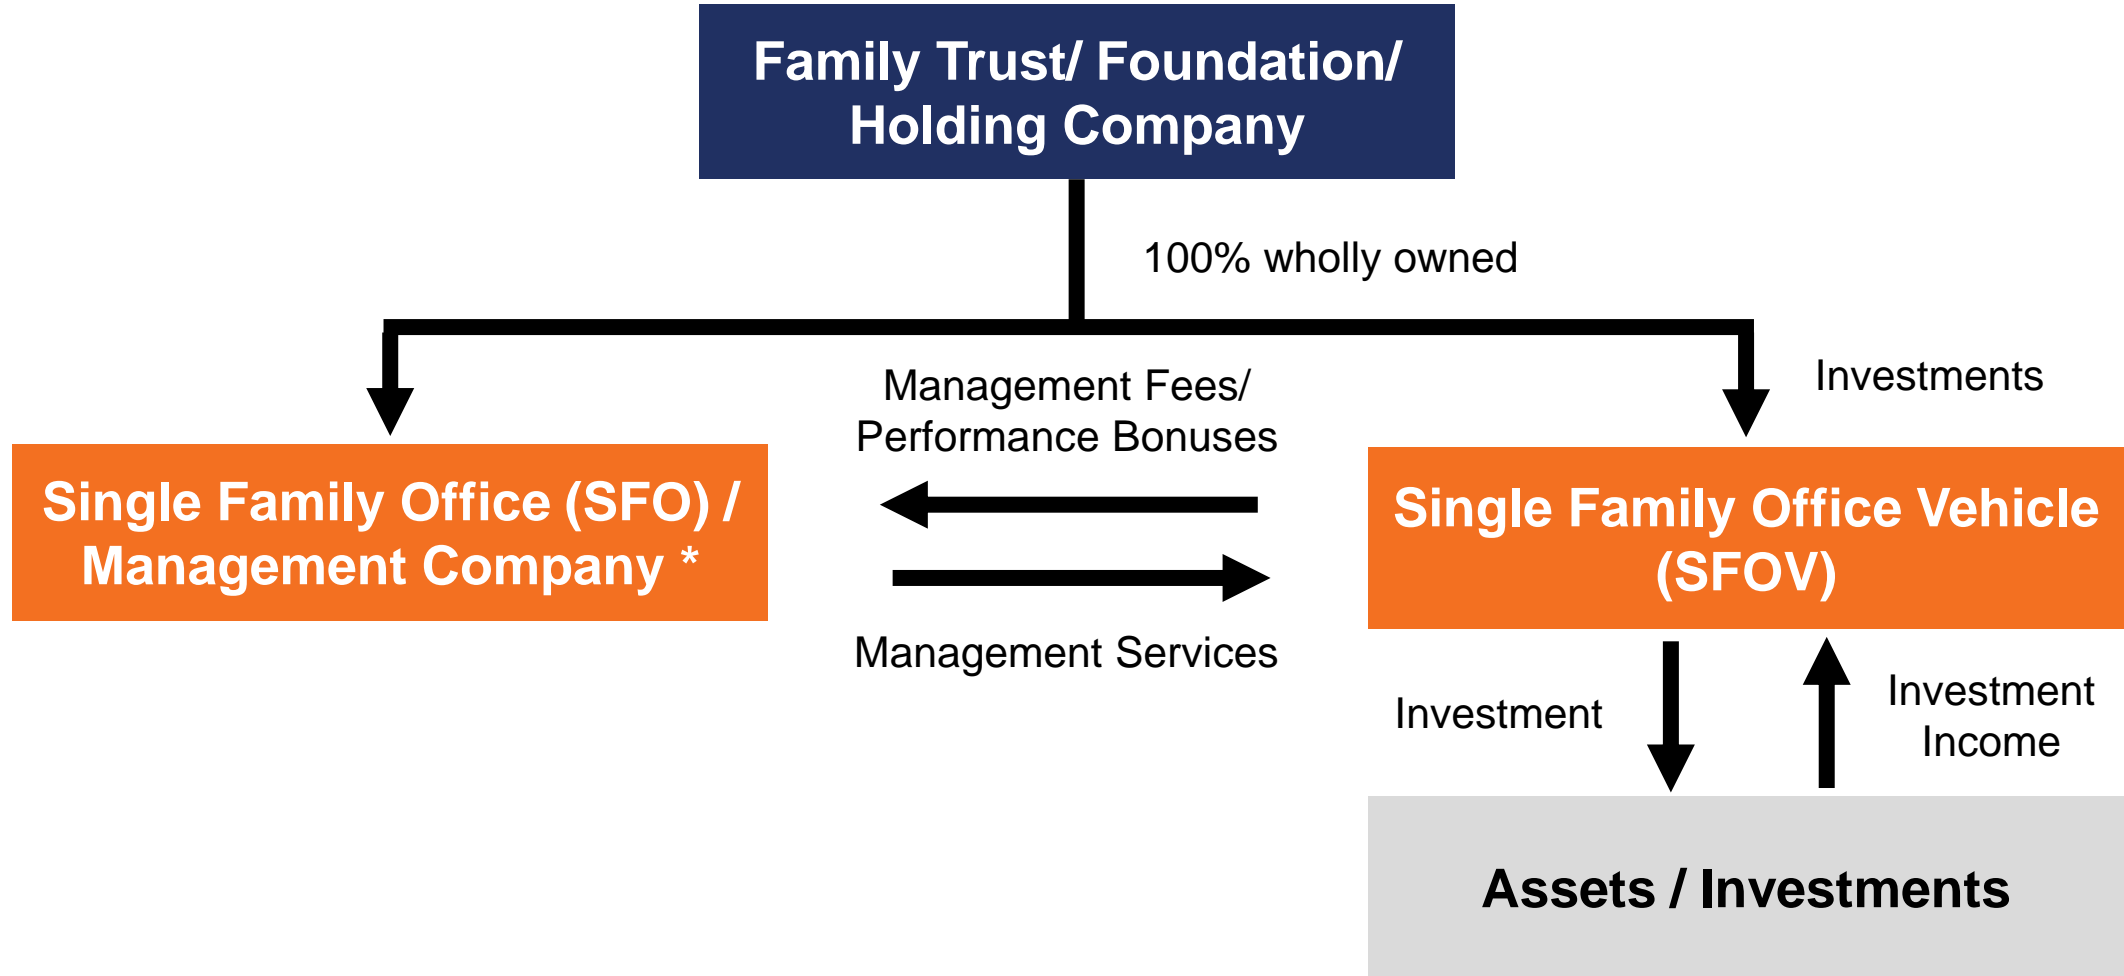 Family Trust/ Foundation/
Holding Company
100% wholly owned
Investments
Management Fees/
Performance Bonuses
Single Family Office (SFO) /
Management Company *
Single Family Office Vehicle
(SFOV)
Management Services
Investment
Investment
Income
Assets / Investments